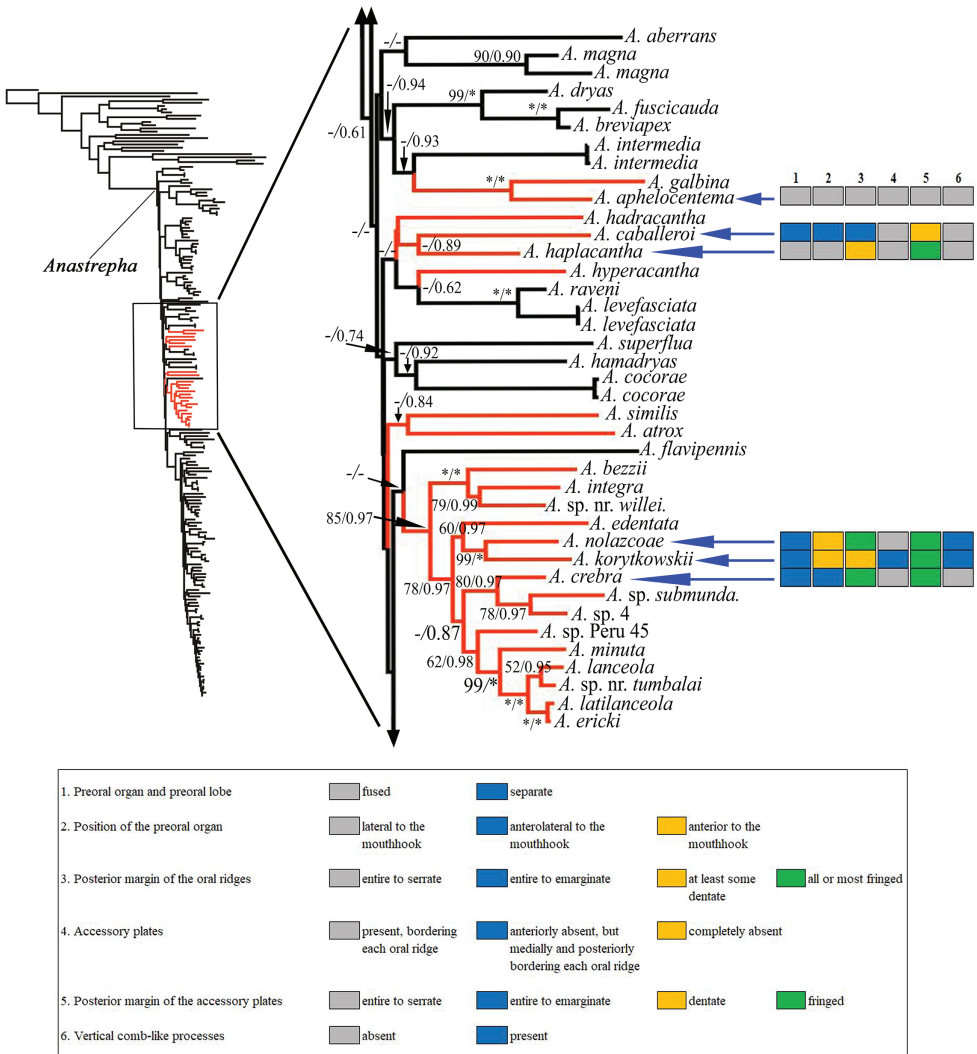 Anastrepha
-/-
A. aberrans
90/0.90
A. magna
A. magna
-/0.94
99/*
A. dryas
*/*
A. fuscicauda
A. breviapex
-/0.61
-/0.93
A. intermedia
A. intermedia
*/*
A. galbina
A. aphelocentema
1 2 3 4 5 6
-/-
A. hadracantha
-/-
A. caballeroi
-/0.89
A. haplacantha
A. hyperacantha
-/0.62
*/*
A. raveni
A. levefasciata
A. levefasciata
-/0.74
A. superflua
-/0.92
A. hamadryas
A. cocorae
A. cocorae
-/0.84
A. similis
A. atrox
A. flavipennis
-/-
*/*
A. bezzii
79/0.99
A. integra
A. sp. nr. willei.
85/0.97
60/0.97
A. edentata
A. nolazcoae
99/*
A. korytkowskii
78/0.97
80/0.97
A. crebra
A. sp. submunda.
78/0.97
A. sp. 4
-/0.87
A. sp. Peru 45
62/0.98
A. minuta
52/0.95
A. lanceola
99/*
A. sp. nr. tumbalai
*/*
A. latilanceola
*/*
A. ericki
1. Preoral organ and preoral lobe
fused
separate
2. Position of the preoral organ
lateral to the
mouthhook
anterolateral to the
mouthhook
anterior to the
mouthhook
3. Posterior margin of the oral ridges
entire to serrate
entire to emarginate
at least some
dentate
all or most fringed
4. Accessory plates
present, bordering
each oral ridge
anteriorly absent, but
medially and posteriorly
bordering each oral ridge
completely absent
5. Posterior margin of the accessory plates
entire to serrate
entire to emarginate
dentate
fringed
6. Vertical comb-like processes
absent
present